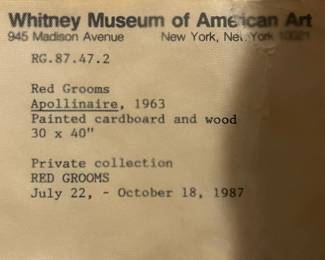 Whitney Museum of American Art
945 Madison Avenue New York, New York 10021
RG.87.47.2
Red Grooms
Apollinaire, 1963
Painted cardboard and wood
30 x 40"
Private collection
RED GROOMS
July 22, - October 18, 1987